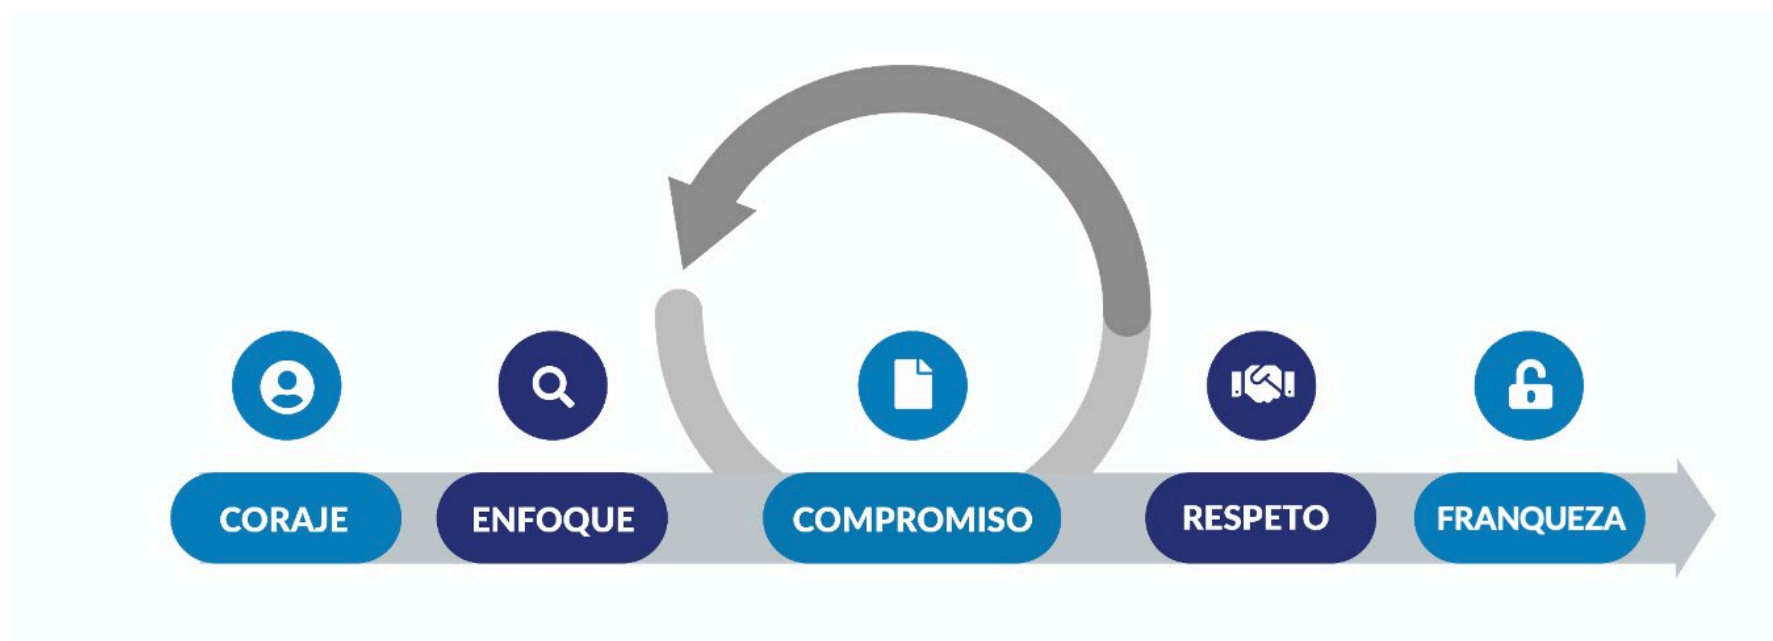 CORAJE
ENFOQUE
COMPROMISO
RESPETO
FRANQUEZA